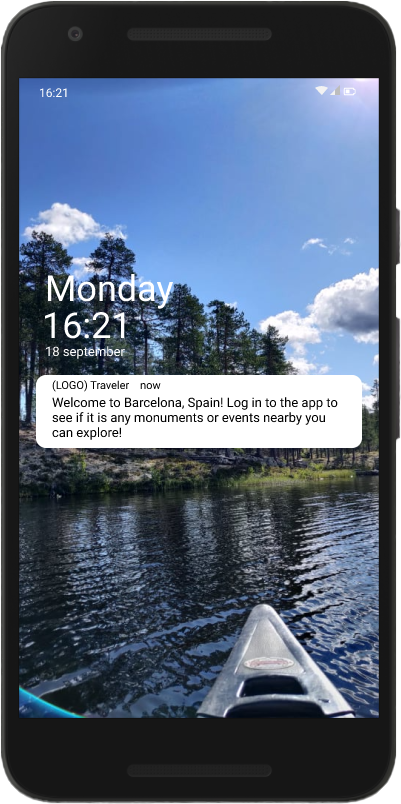 16:21
Monday
16:21
18 september
(LOGO) Traveler now
Welcome to Barcelona, Spain! Log in to the app to
see if it is any monuments or events nearby you
can explore!